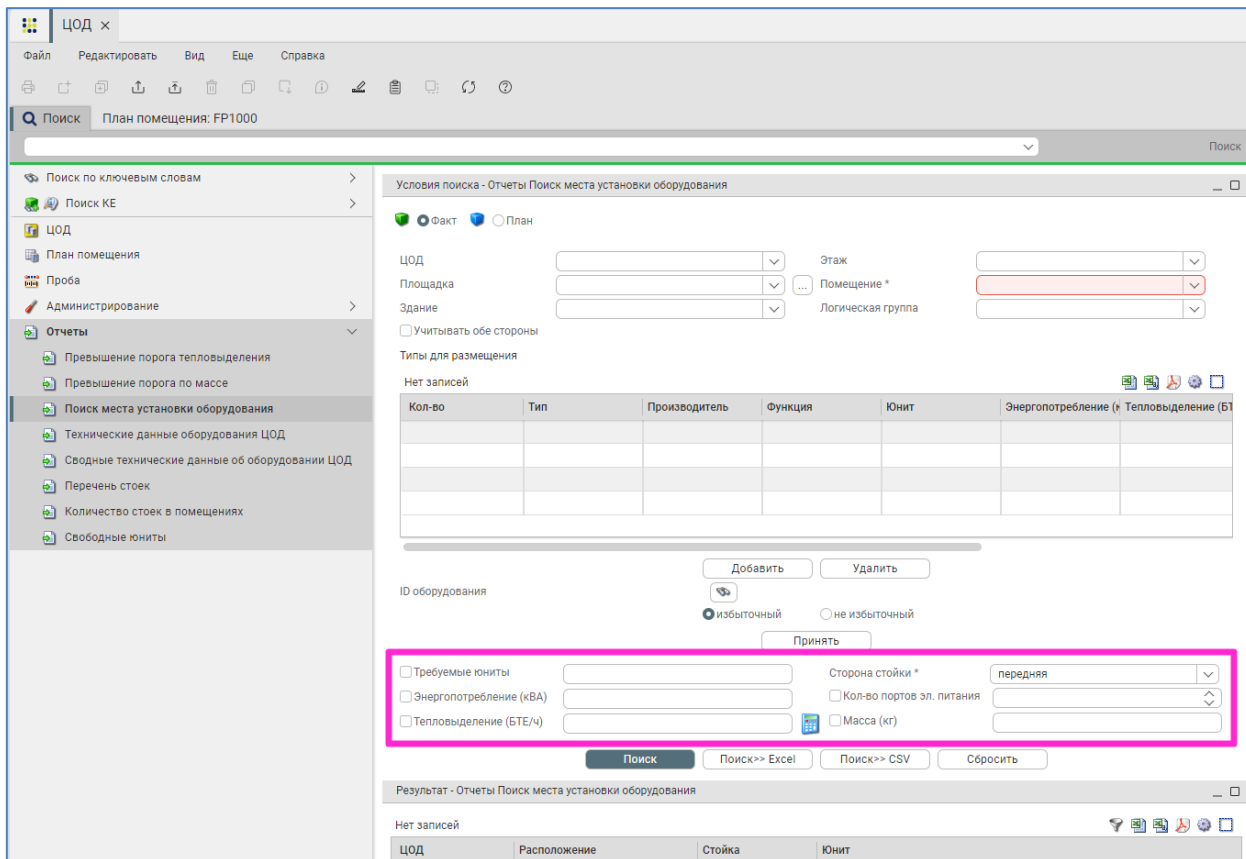 ЦОД ×
Файл Редактировать Вид Еще Справка
Поиск План помещения: FP1000
Поиск
Поиск по ключевым словам
Поиск КЕ
ЦОД
План помещения
Проба
Администрирование
Отчеты
Превышение порога тепловыделения
Превышение порога по массе
Поиск места установки оборудования
Технические данные оборудования ЦОД
Сводные технические данные об оборудовании ЦОД
Перечень стоек
Количество стоек в помещениях
Свободные юниты
Условия поиска - Отчеты Поиск места установки оборудования
Факт План
ЦОД Этаж
Площадка ... Помещение *
Здание Логическая группа
Учитывать обе стороны
Типы для размещения
Нет записей
Кол-во Тип Производитель Функция Юнит Энергопотребление (к Тепловыделение (БТ
Добавить Удалить
ID оборудования
избыточный не избыточный
Принять
Требуемые юниты Сторона стойки * передняя
Энергопотребление (кВА) Кол-во портов эл. питания
Тепловыделение (БТЕ/ч) Масса (кг)
Поиск Поиск>> Excel Поиск>> CSV Сбросить
Результат - Отчеты Поиск места установки оборудования
Нет записей
ЦОД Расположение Стойка Юнит